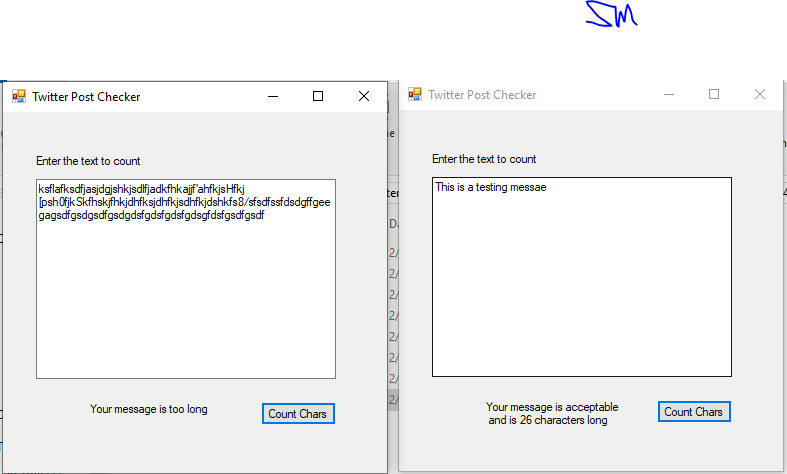 SM
Twitter Post Checker
Enter the text to count
ksflafksdfjasjdgjshkjsdlfjadkfhkajjf'ahfkjsHfkj
[psh0fjkSkfhskjfhkjdhfksjdhfkjsdhfkjdshkfs8/sfsdfssfdsdgffgee
gagsdfgsdgsdfgsdgdsfgdsfgdsfgdsgfdsfgsdfgsdf
Your message is too long
Count Chars
Twitter Post Checker
Enter the text to count
This is a testing messae
Your message is acceptable
and is 26 characters long
Count Chars